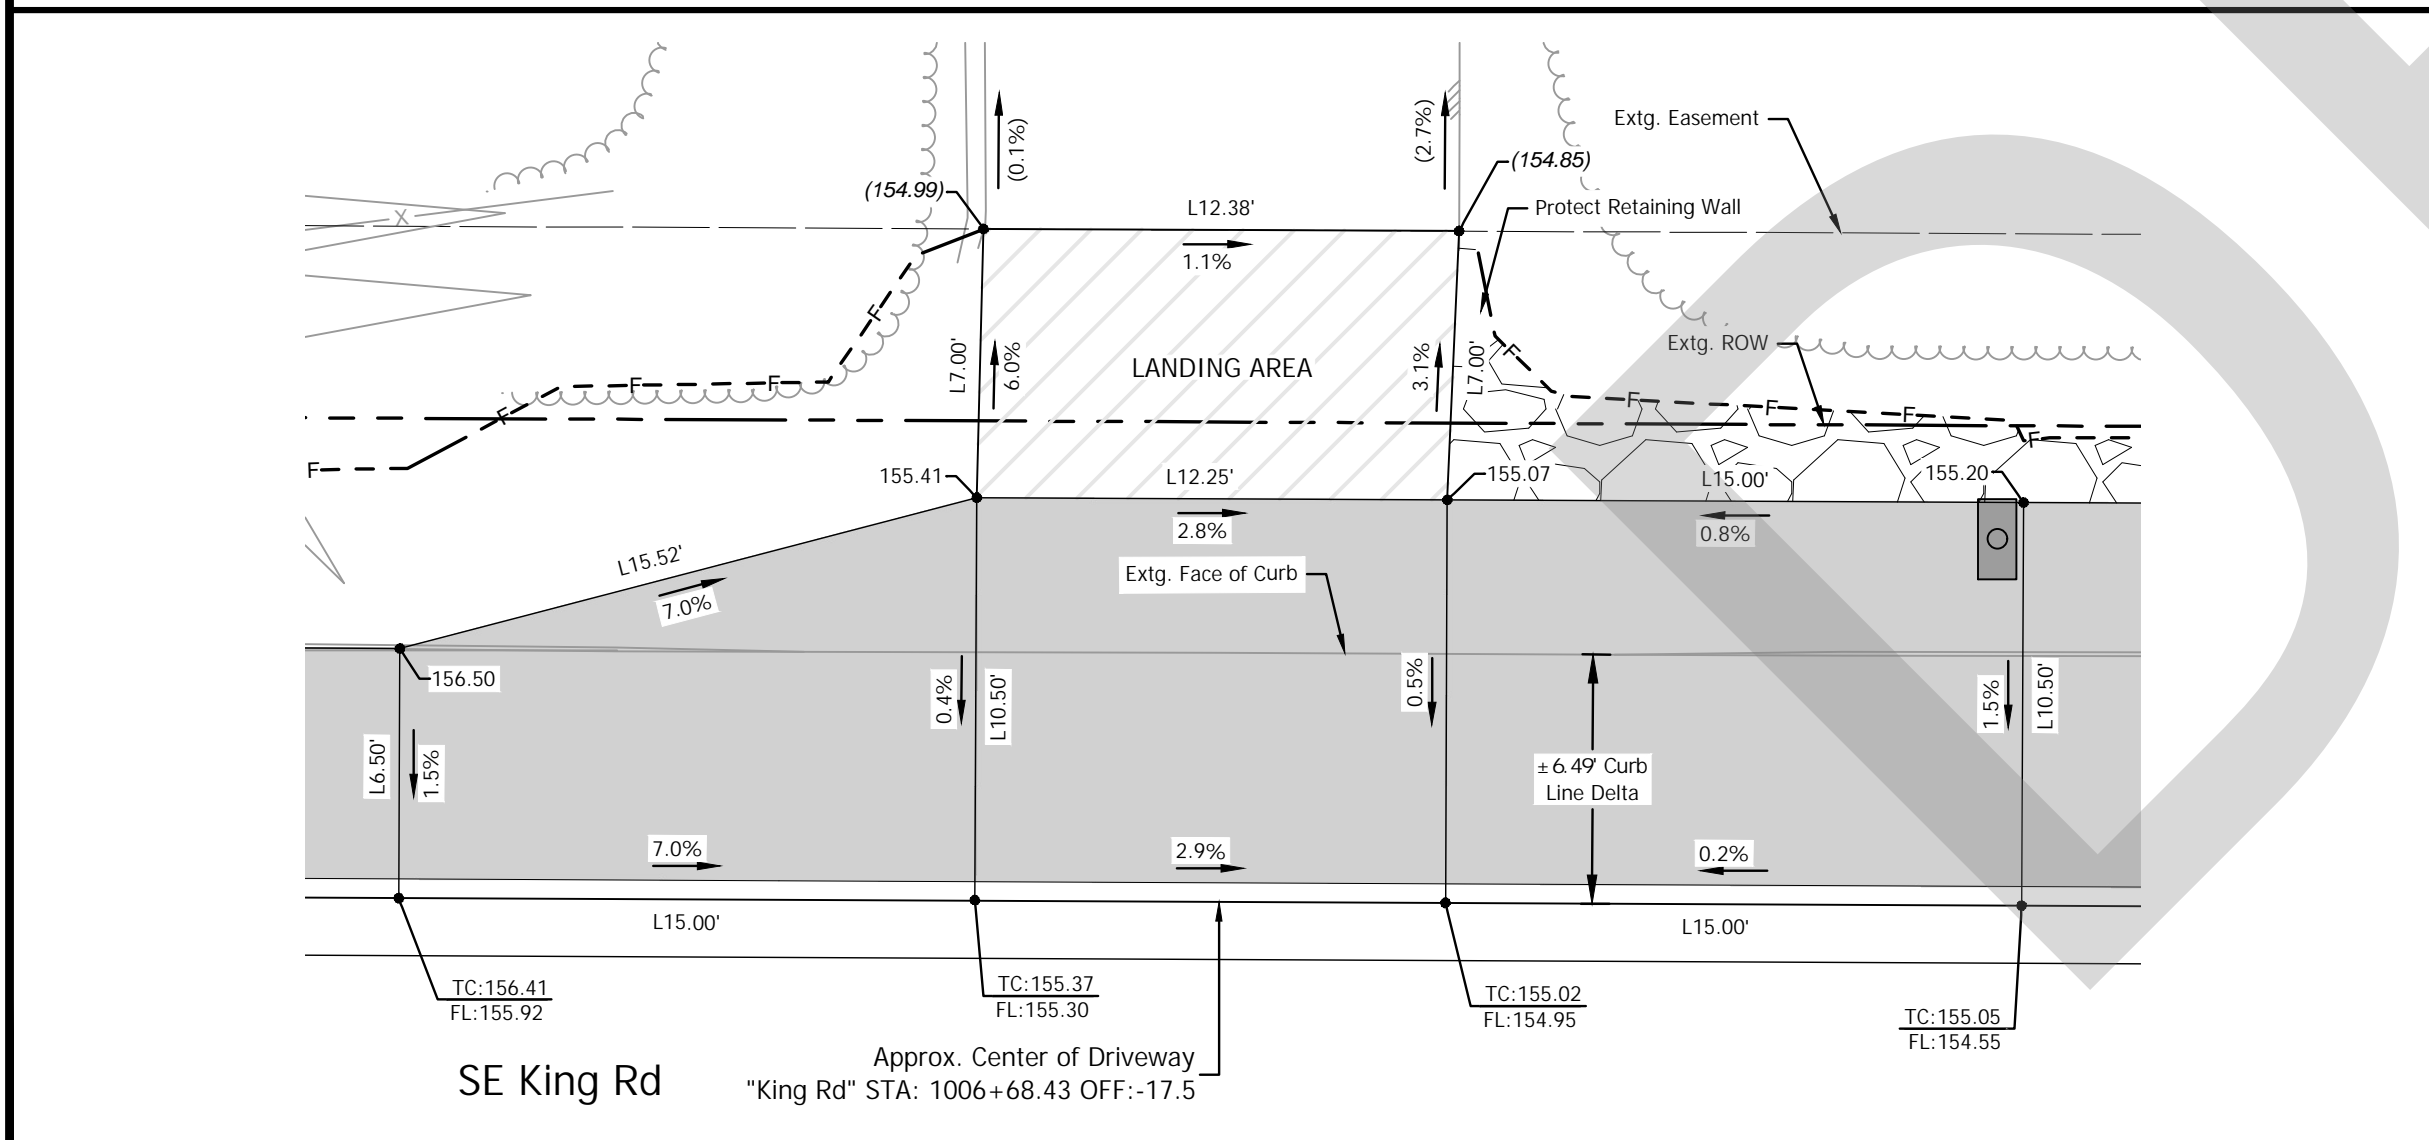 Extg. Easement
(0.1%)
(2.7%)
(154.85)
(154.99)
X
L12.38'
Protect Retaining Wall
1.1%
F
Extg. ROW
L7.00'
6.0%
LANDING AREA
3.1%
L7.00'
F
F
F
F
F
F
F
F
F
155.41
L12.25'
155.07
L15.00'
155.20
2.8%
0.8%
L15.52'
7.0%
Extg. Face of Curb
156.50
0.4%
L10.50'
0.5%
1.5%
L10.50'
L6.50'
1.5%
±6.49' Curb
Line Delta
7.0%
2.9%
0.2%
L15.00'
L15.00'
TC:156.41
FL:155.92
TC:155.37
FL:155.30
TC:155.02
FL:154.95
TC:155.05
FL:154.55
SE King Rd
Approx. Center of Driveway
"King Rd" STA: 1006+68.43 OFF:-17.5